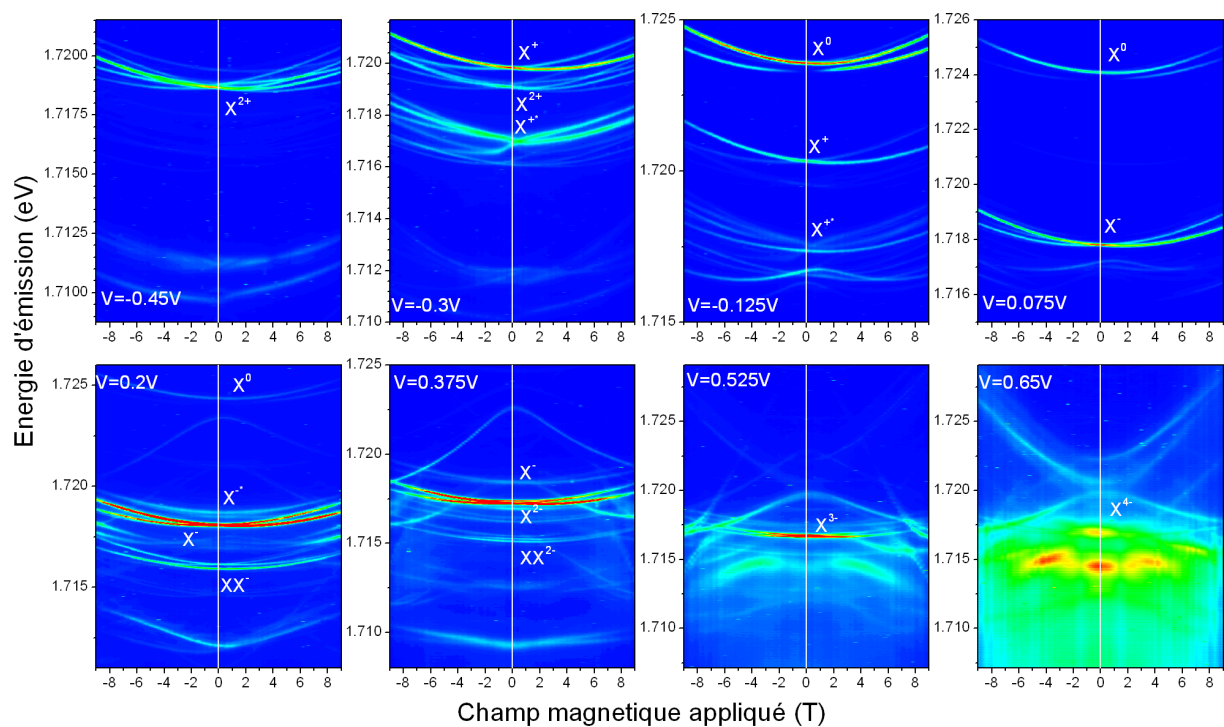 Energie d'émission (eV)
1.7200
1.7175
1.7150
1.7125
1.7100
X2+
V=-0.45V
-8 -6 -4 -2 0 2 4 6 8
1.720
1.718
1.716
1.714
1.712
1.710
X+
X2+
X+*
V=-0.3V
-8 -6 -4 -2 0 2 4 6 8
1.725
1.720
1.715
X0
X+
X+*
V=-0.125V
-8 -6 -4 -2 0 2 4 6 8
1.726
1.724
1.722
1.720
1.718
1.716
X0
X-
V=0.075V
-8 -6 -4 -2 0 2 4 6 8
1.725
1.720
1.715
V=0.2V
X0
X-*
X-
XX-
-8 -6 -4 -2 0 2 4 6 8
1.725
1.720
1.715
1.710
V=0.375V
X-
X2-
XX2-
-8 -6 -4 -2 0 2 4 6 8
1.725
1.720
1.715
1.710
V=0.525V
X3-
-8 -6 -4 -2 0 2 4 6 8
1.725
1.720
1.715
1.710
V=0.65V
X4-
-8 -6 -4 -2 0 2 4 6 8
Champ magnetique appliqué (T)